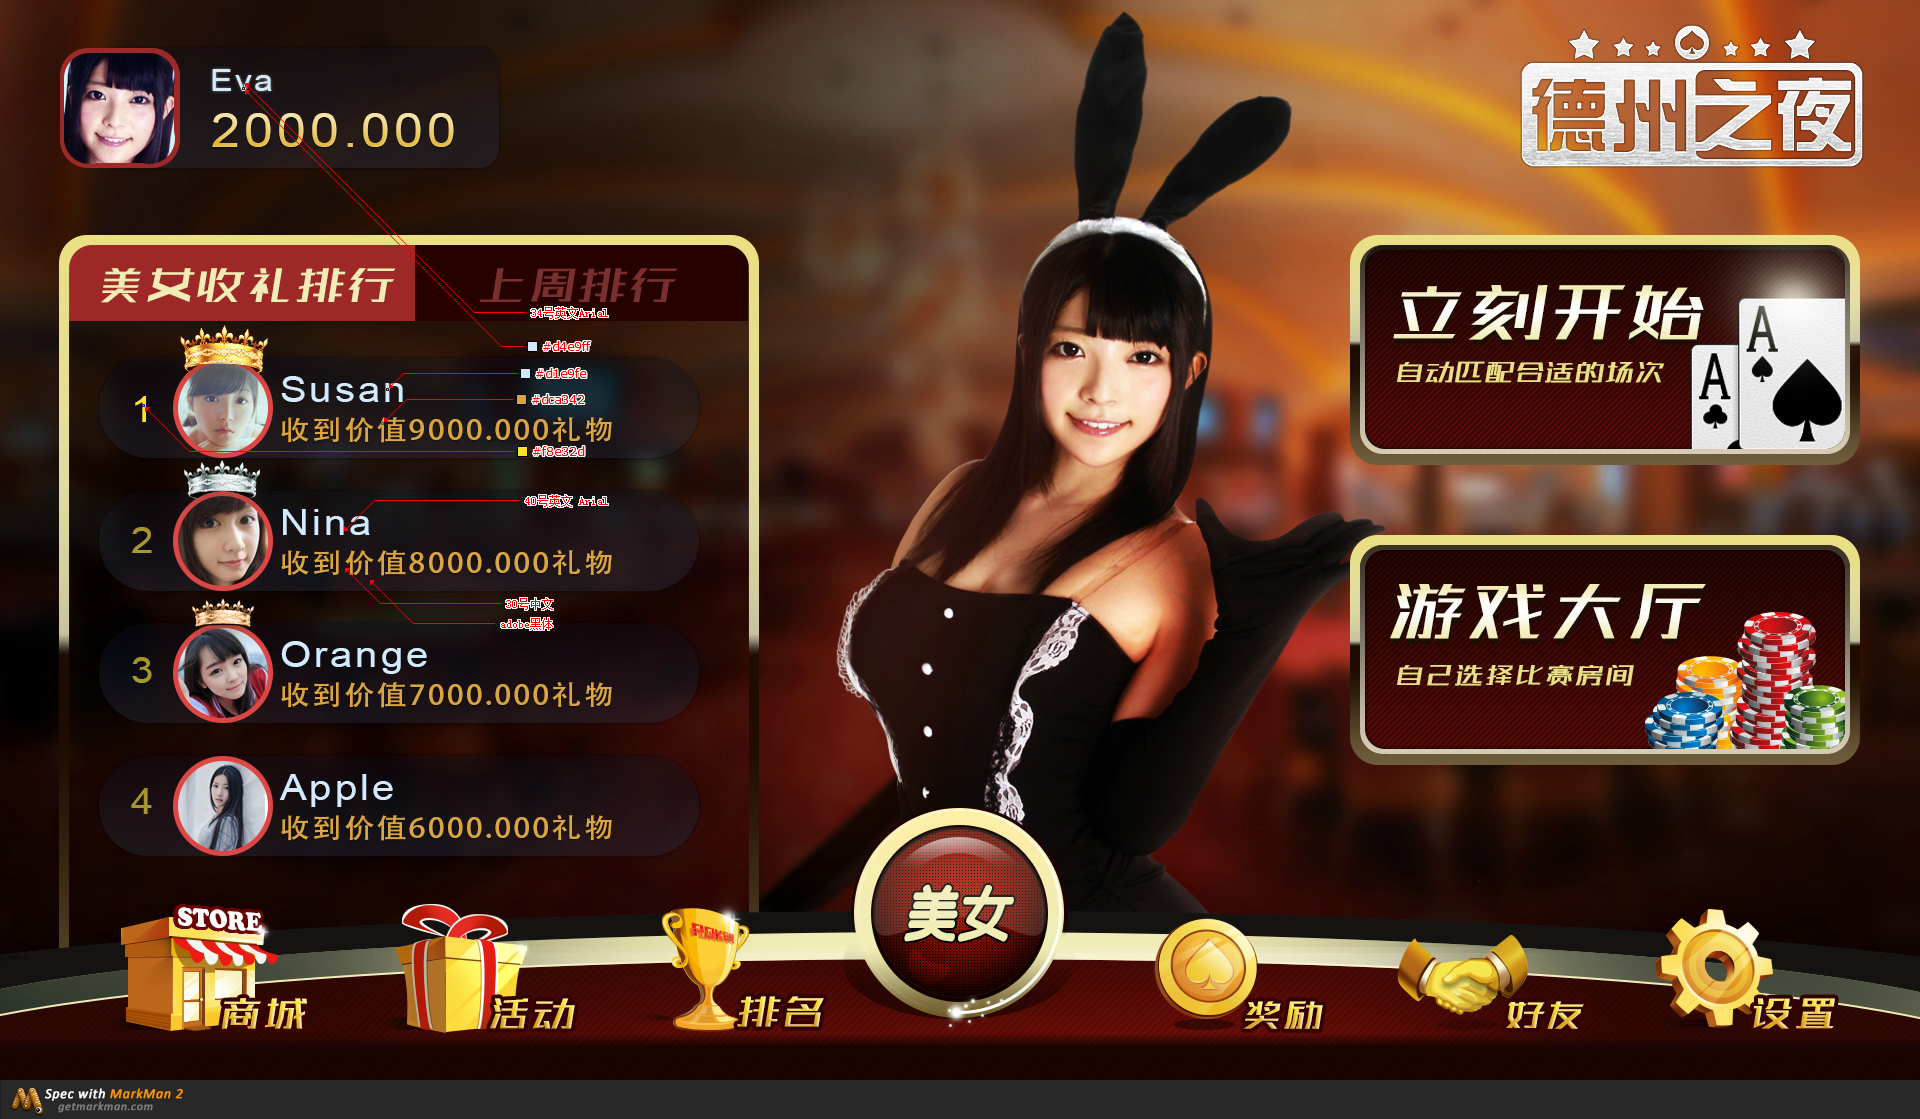 Eva
2000.000
德州之夜
美女收礼排行
上周排行
34号英文Arial
#d4e9ff
1
Susan
收到价值9000.000礼物
#d1e9fe
#dca842
#f8e32d
2
Nina
收到价值8000.000礼物
40号英文 Arial
30号中文
adobe黑体
3
Orange
收到价值7000.000礼物
4
Apple
收到价值6000.000礼物
立刻开始
自动匹配合适的场次
A
A
游戏大厅
自己选择比赛房间
STORE
商城
活动
POKER
排名
美女
奖励
好友
设置
Spec with MarkMan 2
getmarkman.com